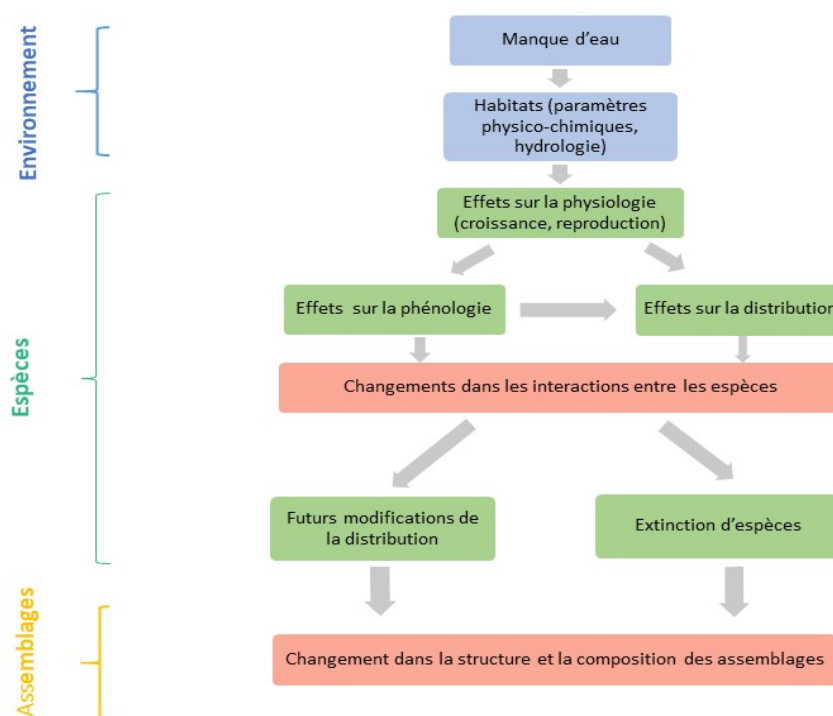 Environnement
Manque d'eau
Habitats (paramètres
physico-chimiques,
hydrologie)
Espèces
Effets sur la physiologie
(croissance, reproduction)
Effets sur la phénologie
Effets sur la distribution
Changements dans les interactions entre les espèces
Futurs modifications de
la distribution
Extinction d'espèces
Assemblages
Changement dans la structure et la composition des assemblages